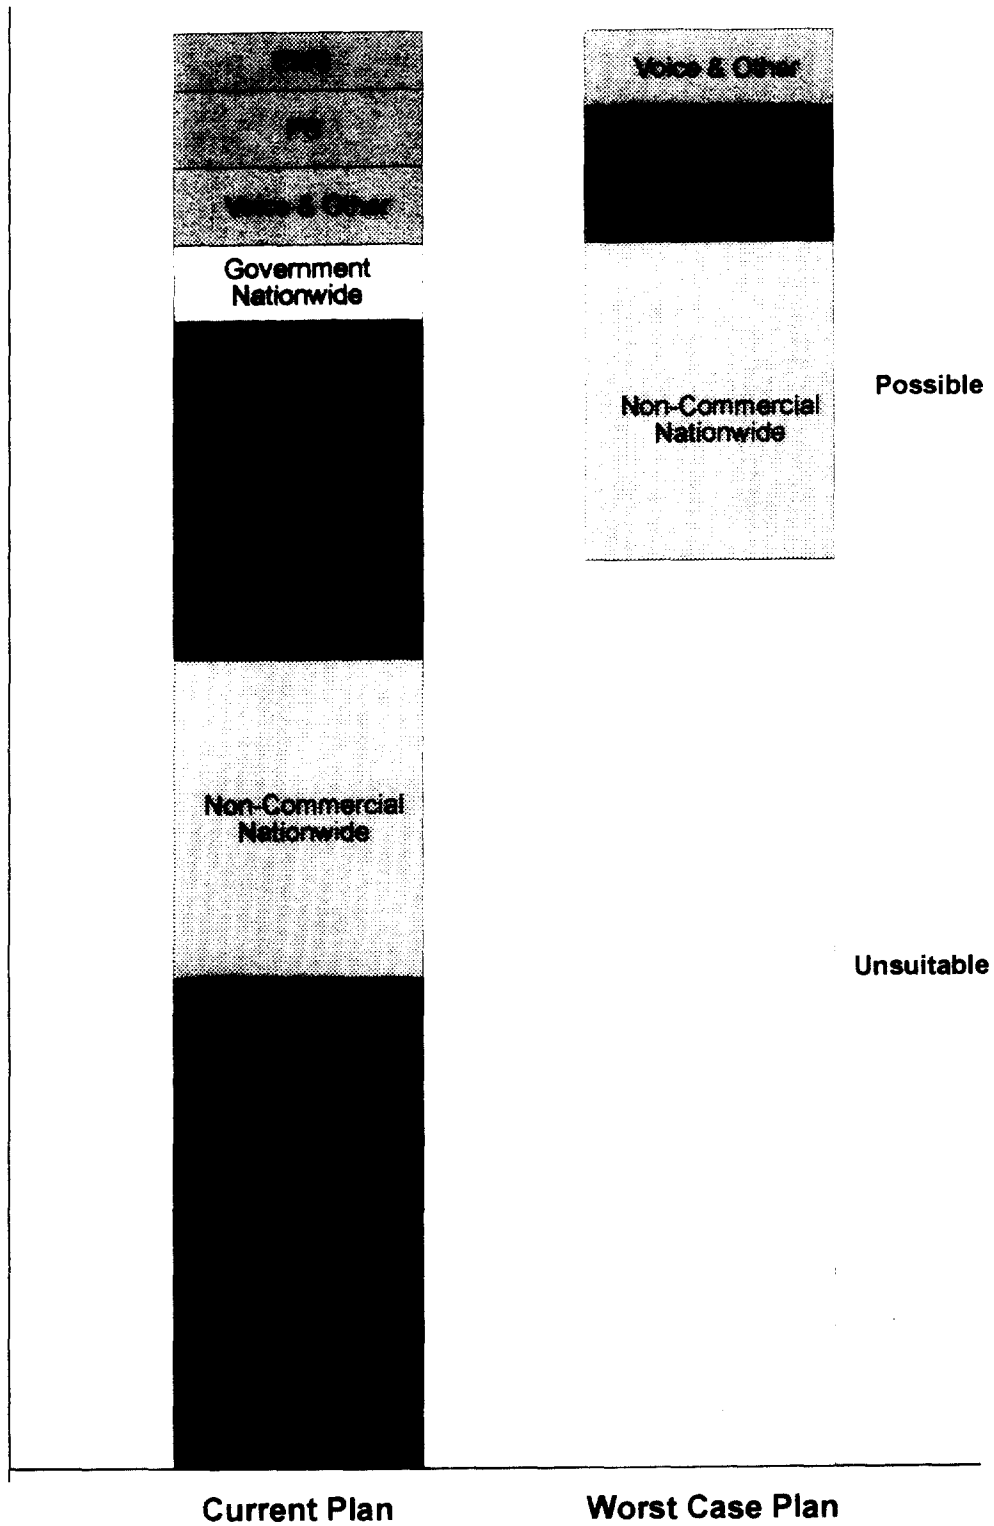 PS
Voice & Other
Government
Nationwide
Non-Commercial
Nationwide
Current Plan
Voice & Other
Non-Commercial
Nationwide
Worst Case Plan
Possible
Unsuitable